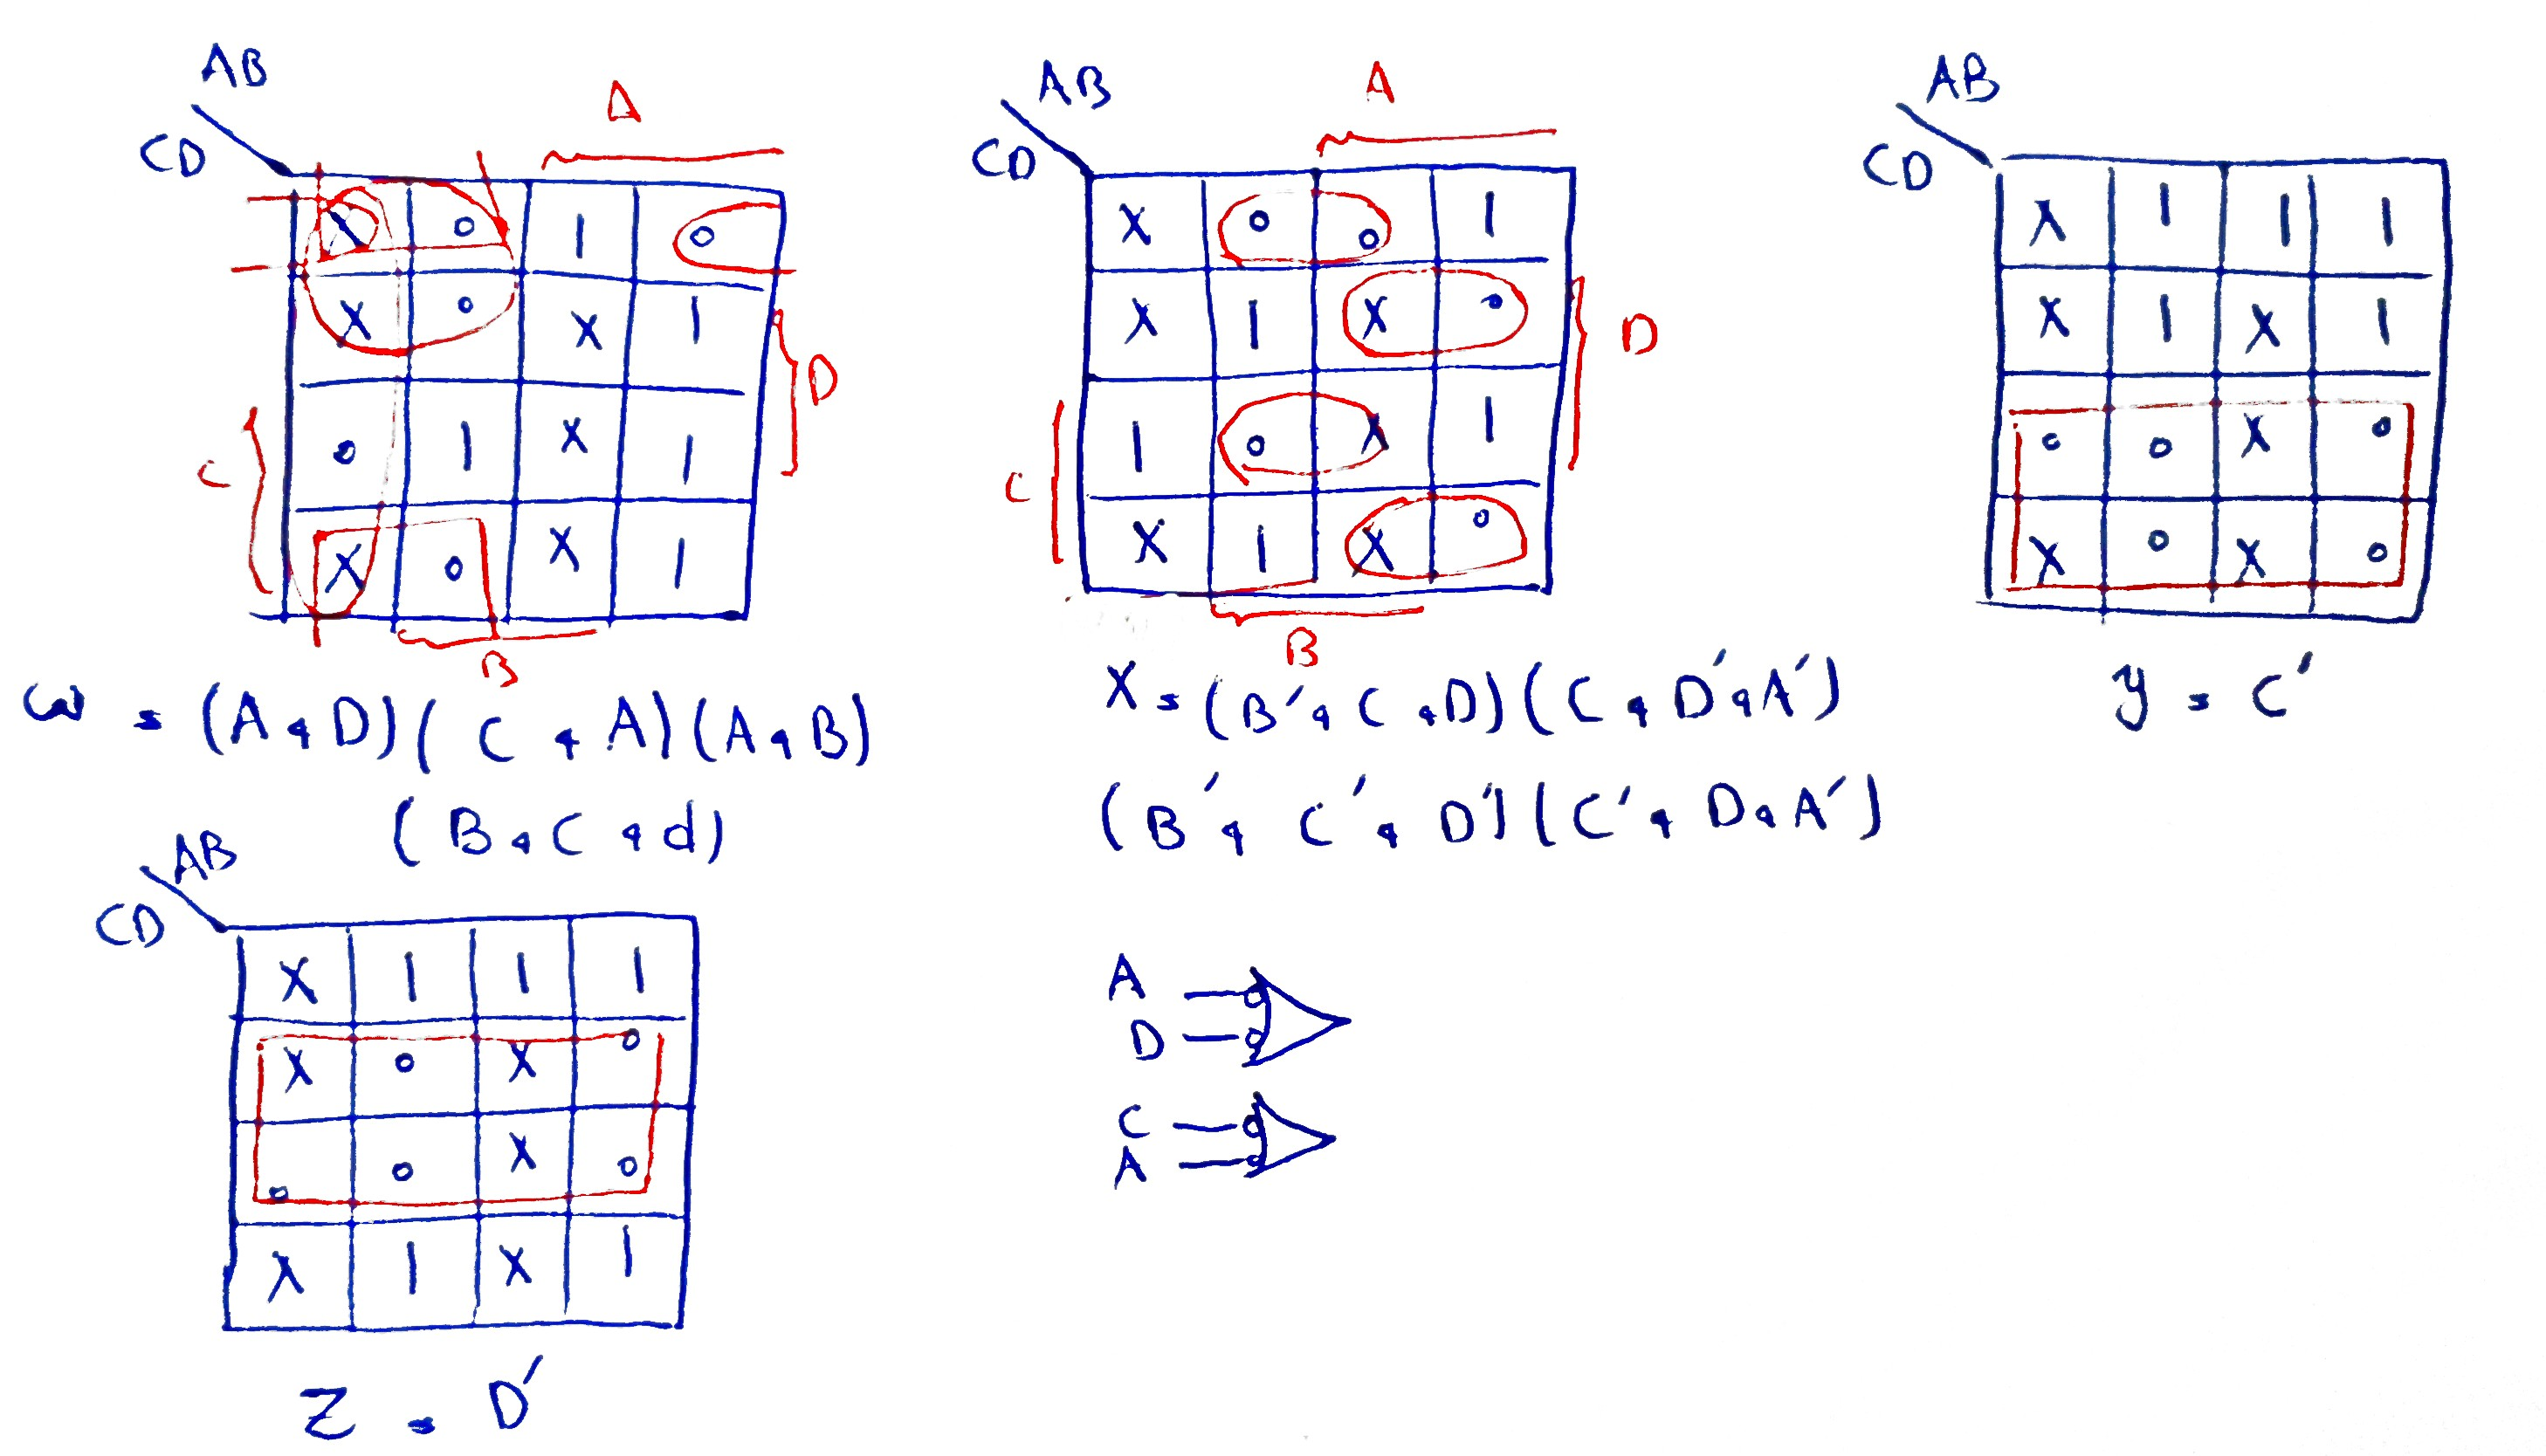 AB
CD
A
X 0 1 0
X 0 X 1
D
0 1 X 1
C
X 0 X 1
B
ω = (A + D)( C + A)(A + B)
( B + C + d)
AB
CD
A
X 0 0 1
X 1 X 0
D
1 0 X 1
C
X 1 X 0
B
X = (B' + C + D)(C + D' + A')
(B' + C' + D')(C' + D + A')
AB
CD
X 1 1 1
X 1 X 1
0 0 X 0
X 0 X 0
y = C'
AB
CD
X 1 1 1
X 0 X 0
0 0 X 0
X 1 X 1
Z = D'
A
D
C
A